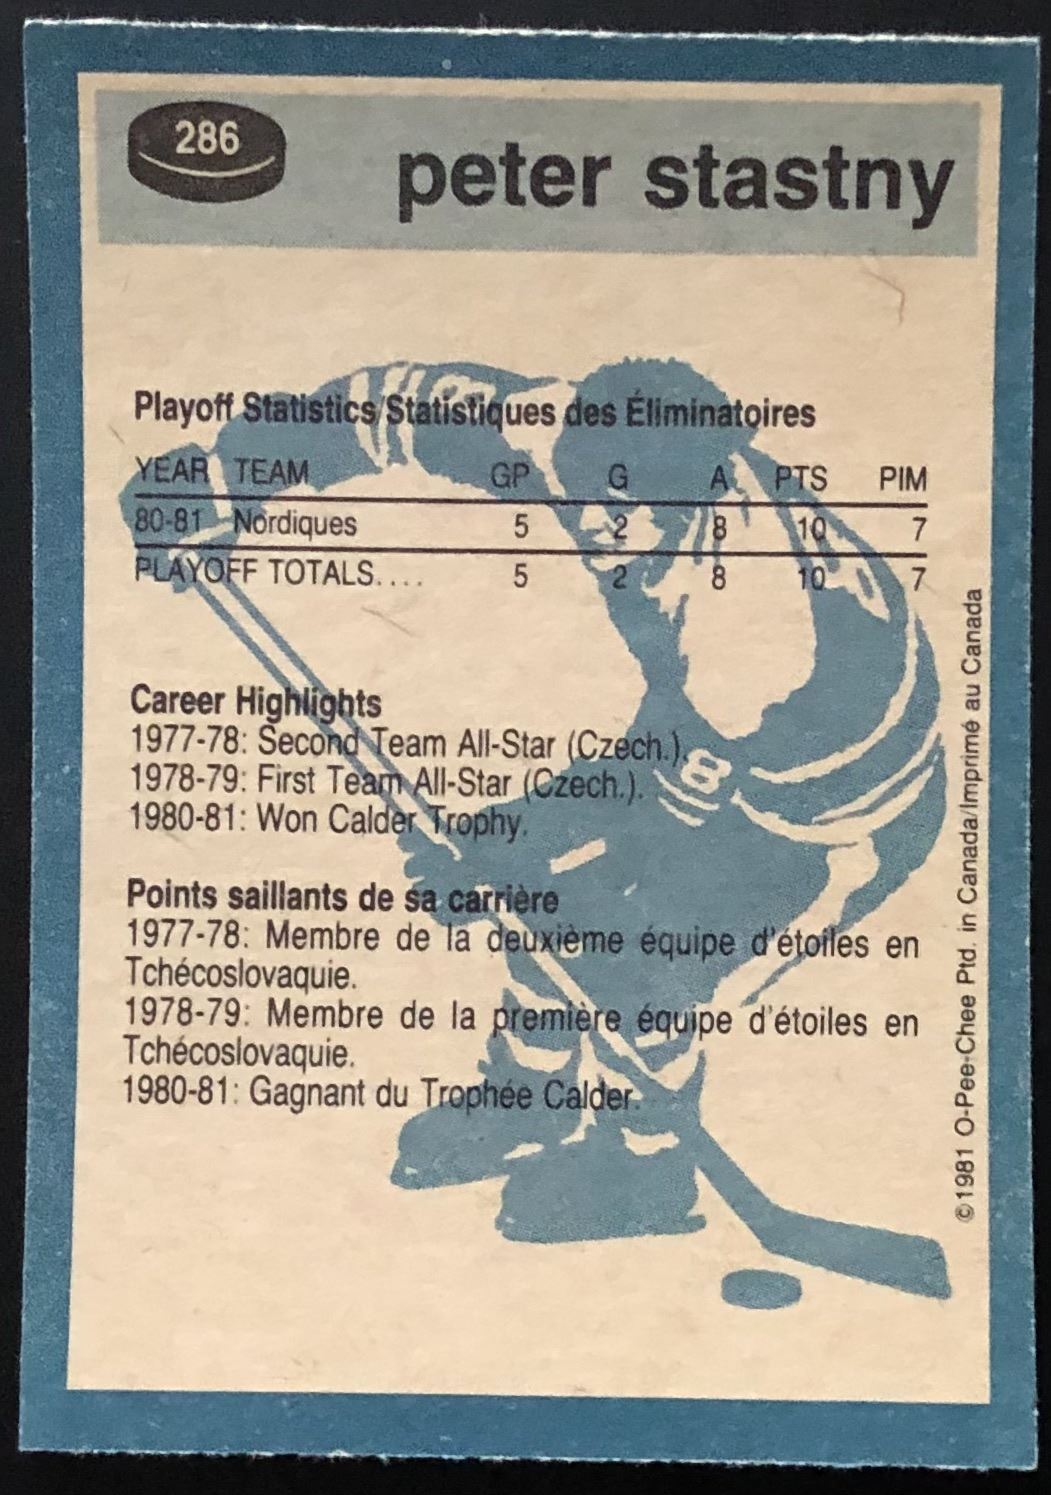 286
peter stastny
Playoff Statistics/Statistiques des Éliminatoires
YEAR TEAM GP G A PTS PIM
80-81 Nordiques 5 2 8 10 7
PLAYOFF TOTALS.... 5 2 8 10 7
Career Highlights
1977-78: Second Team All-Star (Czech.).
1978-79: First Team All-Star (Czech.).
1980-81: Won Calder Trophy.
Points saillants de sa carrière
1977-78: Membre de la deuxième équipe d'étoiles en
Tchécoslovaquie.
1978-79: Membre de la première équipe d'étoiles en
Tchécoslovaquie.
1980-81: Gagnant du Trophée Calder.
8
©1981 O-Pee-Chee Ptd. in Canada/Imprimé au Canada